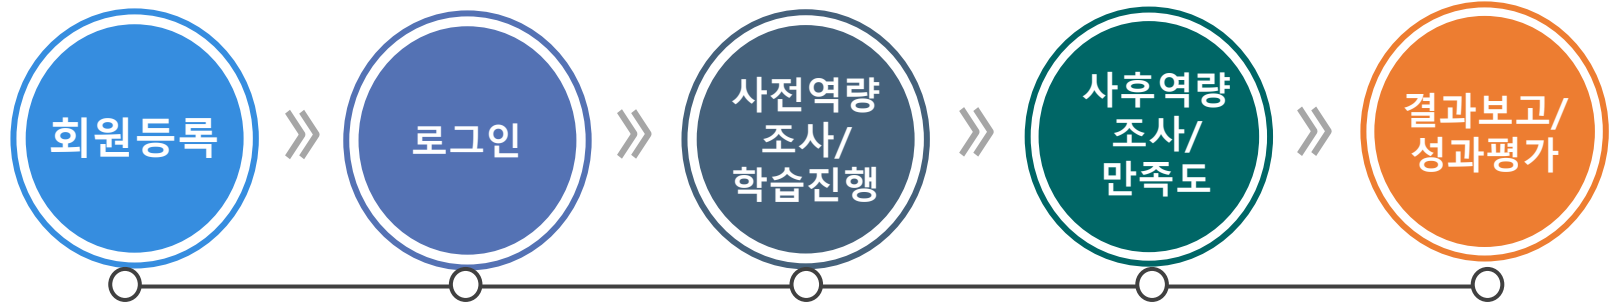 회원등록
로그인
사전역량
조사/
학습진행
사후역량
조사/
만족도
결과보고/
성과평가